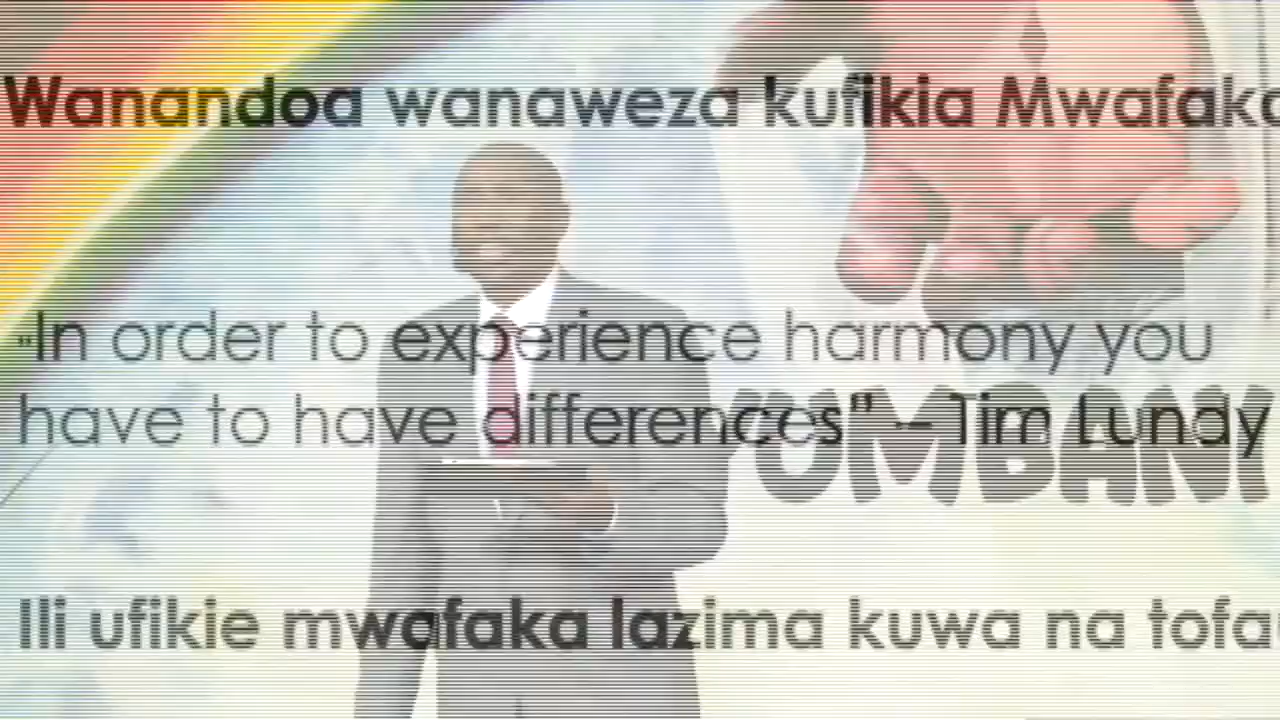 Wanandoa wanaweza kufikia Mwafaka
"In order to experience harmony you
have to have differences" – Tim Lundy
YUMBANI
Ili ufikie mwafaka lazima kuwa na